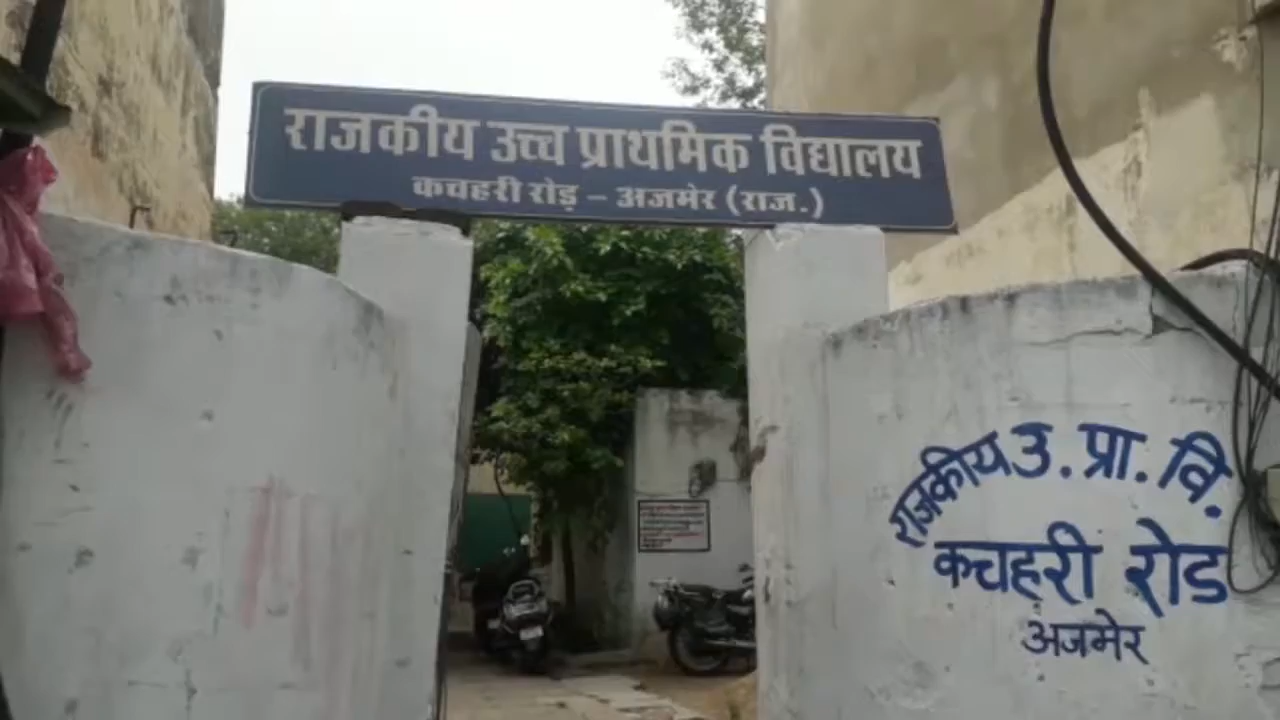 राजकीय उच्च प्राथमिक विद्यालय
कचहरी रोड़ – अजमेर (राज.)
राजकीय उ. प्रा. वि.
कचहरी रोड
अजमेर